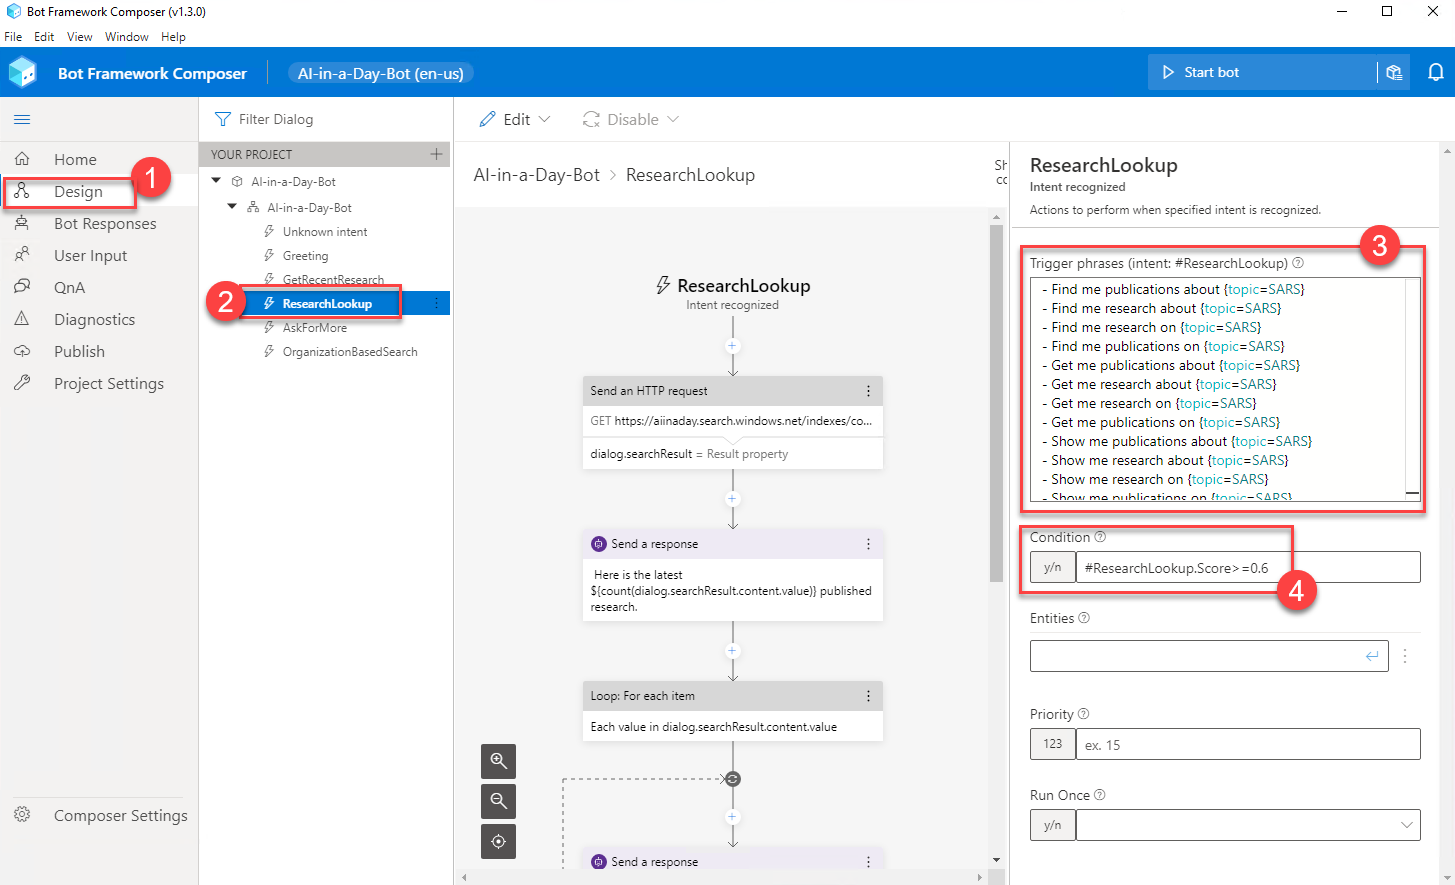 Bot Framework Composer (v1.3.0)
File Edit View Window Help
Bot Framework Composer
AI-in-a-Day-Bot (en-us)
Start bot
Home
Design
Bot Responses
User Input
QnA
Diagnostics
Publish
Project Settings
Composer Settings
1
Filter Dialog
YOUR PROJECT
AI-in-a-Day-Bot
AI-in-a-Day-Bot
Unknown intent
Greeting
GetRecentResearch
2
ResearchLookup
AskForMore
OrganizationBasedSearch
Edit
Disable
AI-in-a-Day-Bot > ResearchLookup
Sh
cc
ResearchLookup
Intent recognized
Send an HTTP request
GET https://aiinaday.search.windows.net/indexes/co...
dialog.searchResult = Result property
Send a response
Here is the latest
${count(dialog.searchResult.content.value)} published
research.
Loop: For each item
Each value in dialog.searchResult.content.value
Send a response
ResearchLookup
Intent recognized
Actions to perform when specified intent is recognized.
3
Trigger phrases (intent: #ResearchLookup)
- Find me publications about {topic=SARS}
- Find me research about {topic=SARS}
- Find me research on {topic=SARS}
- Find me publications on {topic=SARS}
- Get me publications about {topic=SARS}
- Get me research about {topic=SARS}
- Get me research on {topic=SARS}
- Get me publications on {topic=SARS}
- Show me publications about {topic=SARS}
- Show me research about {topic=SARS}
- Show me research on {topic=SARS}
- Show me publications on {topic=SARS}
Condition
y/n #ResearchLookup.Score>=0.6
4
Entities
Priority
123 ex. 15
Run Once
y/n